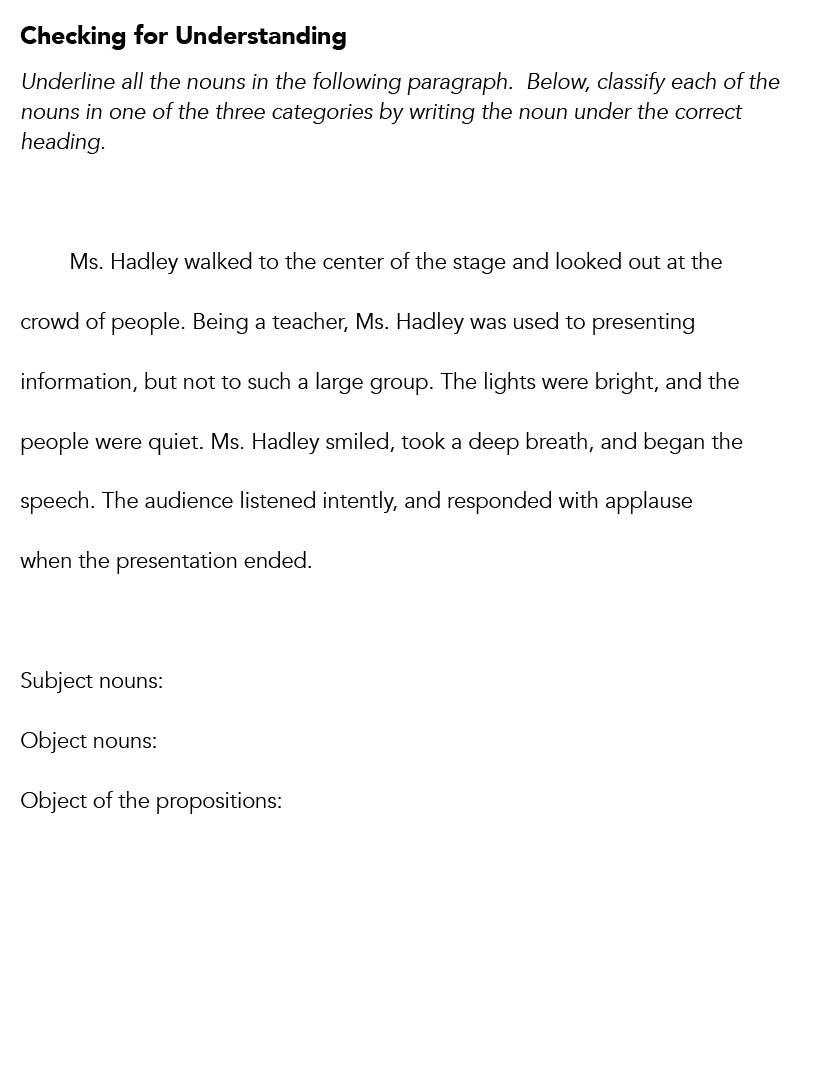 Checking for Understanding
Underline all the nouns in the following paragraph.  Below, classify each of the
nouns in one of the three categories by writing the noun under the correct
heading.
Ms. Hadley walked to the center of the stage and looked out at the
crowd of people. Being a teacher, Ms. Hadley was used to presenting
information, but not to such a large group. The lights were bright, and the
people were quiet. Ms. Hadley smiled, took a deep breath, and began the
speech. The audience listened intently, and responded with applause
when the presentation ended.
Subject nouns:
Object nouns:
Object of the propositions: